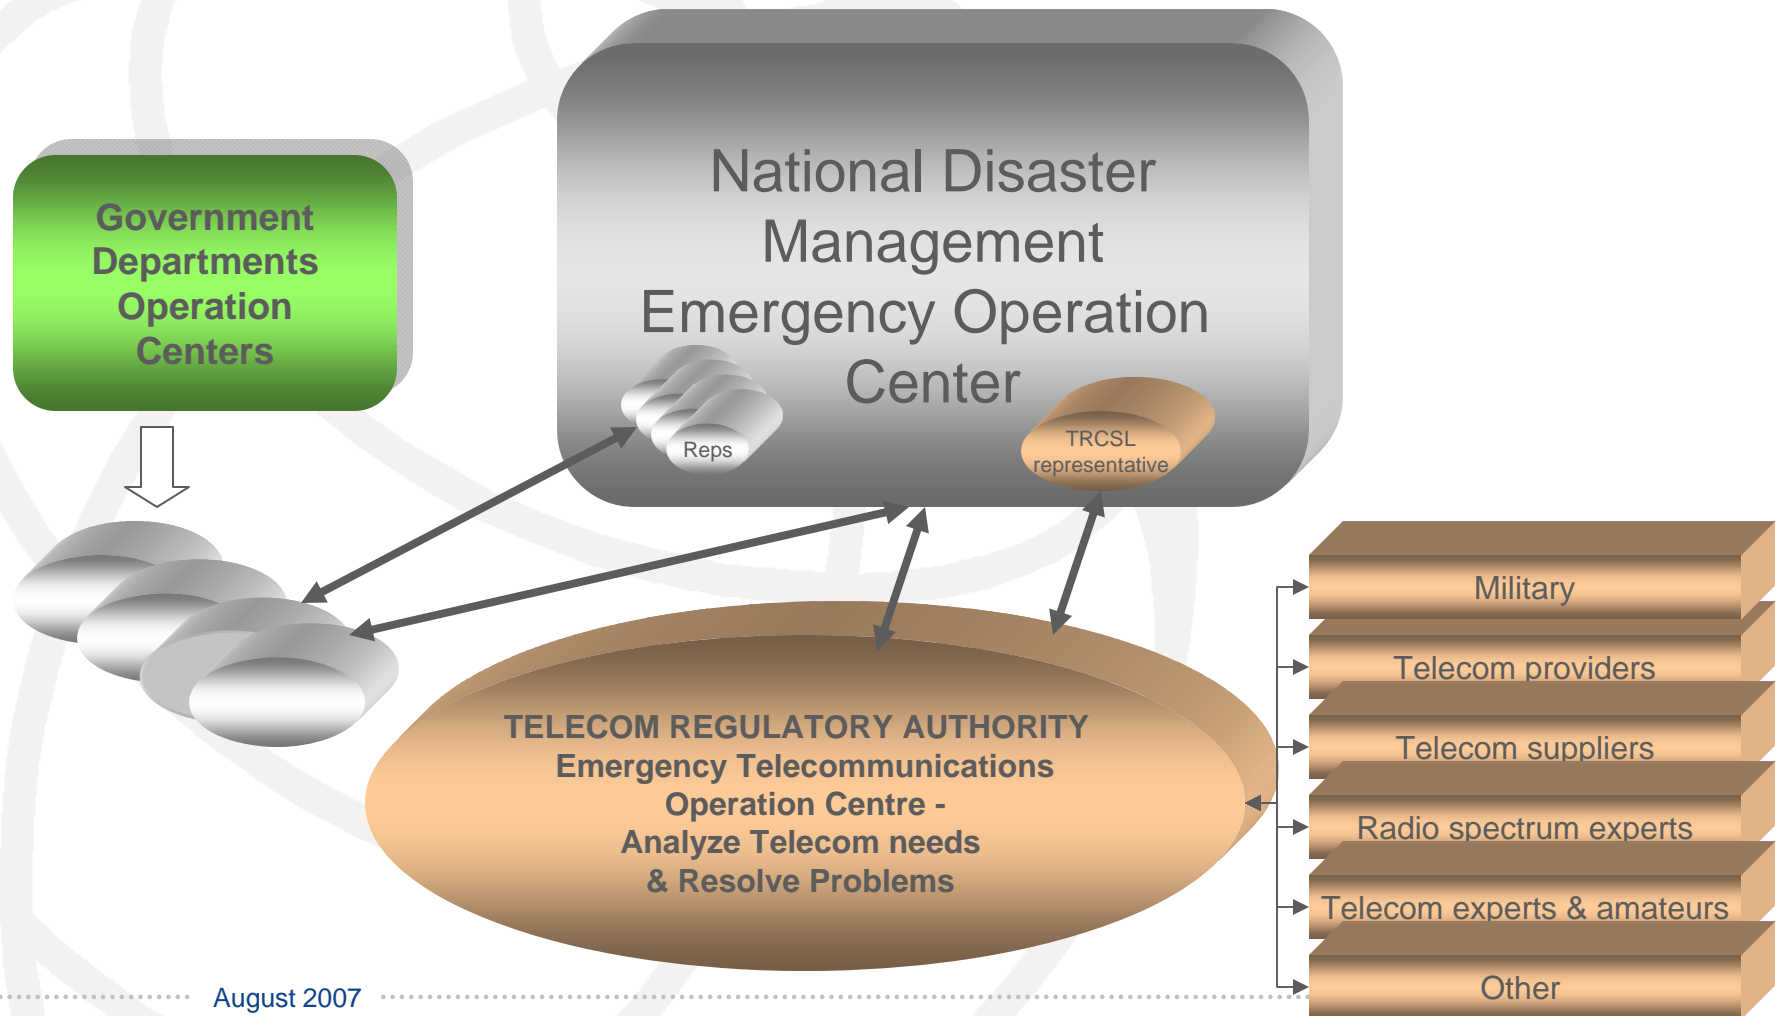 National Disaster
Management
Emergency Operation
Center
Government
Departments
Operation
Centers
Reps
TRCSL
representative
Military
Telecom providers
Telecom suppliers
Radio spectrum experts
Telecom experts & amateurs
Other
TELECOM REGULATORY AUTHORITY
Emergency Telecommunications
Operation Centre -
Analyze Telecom needs
& Resolve Problems
August 2007